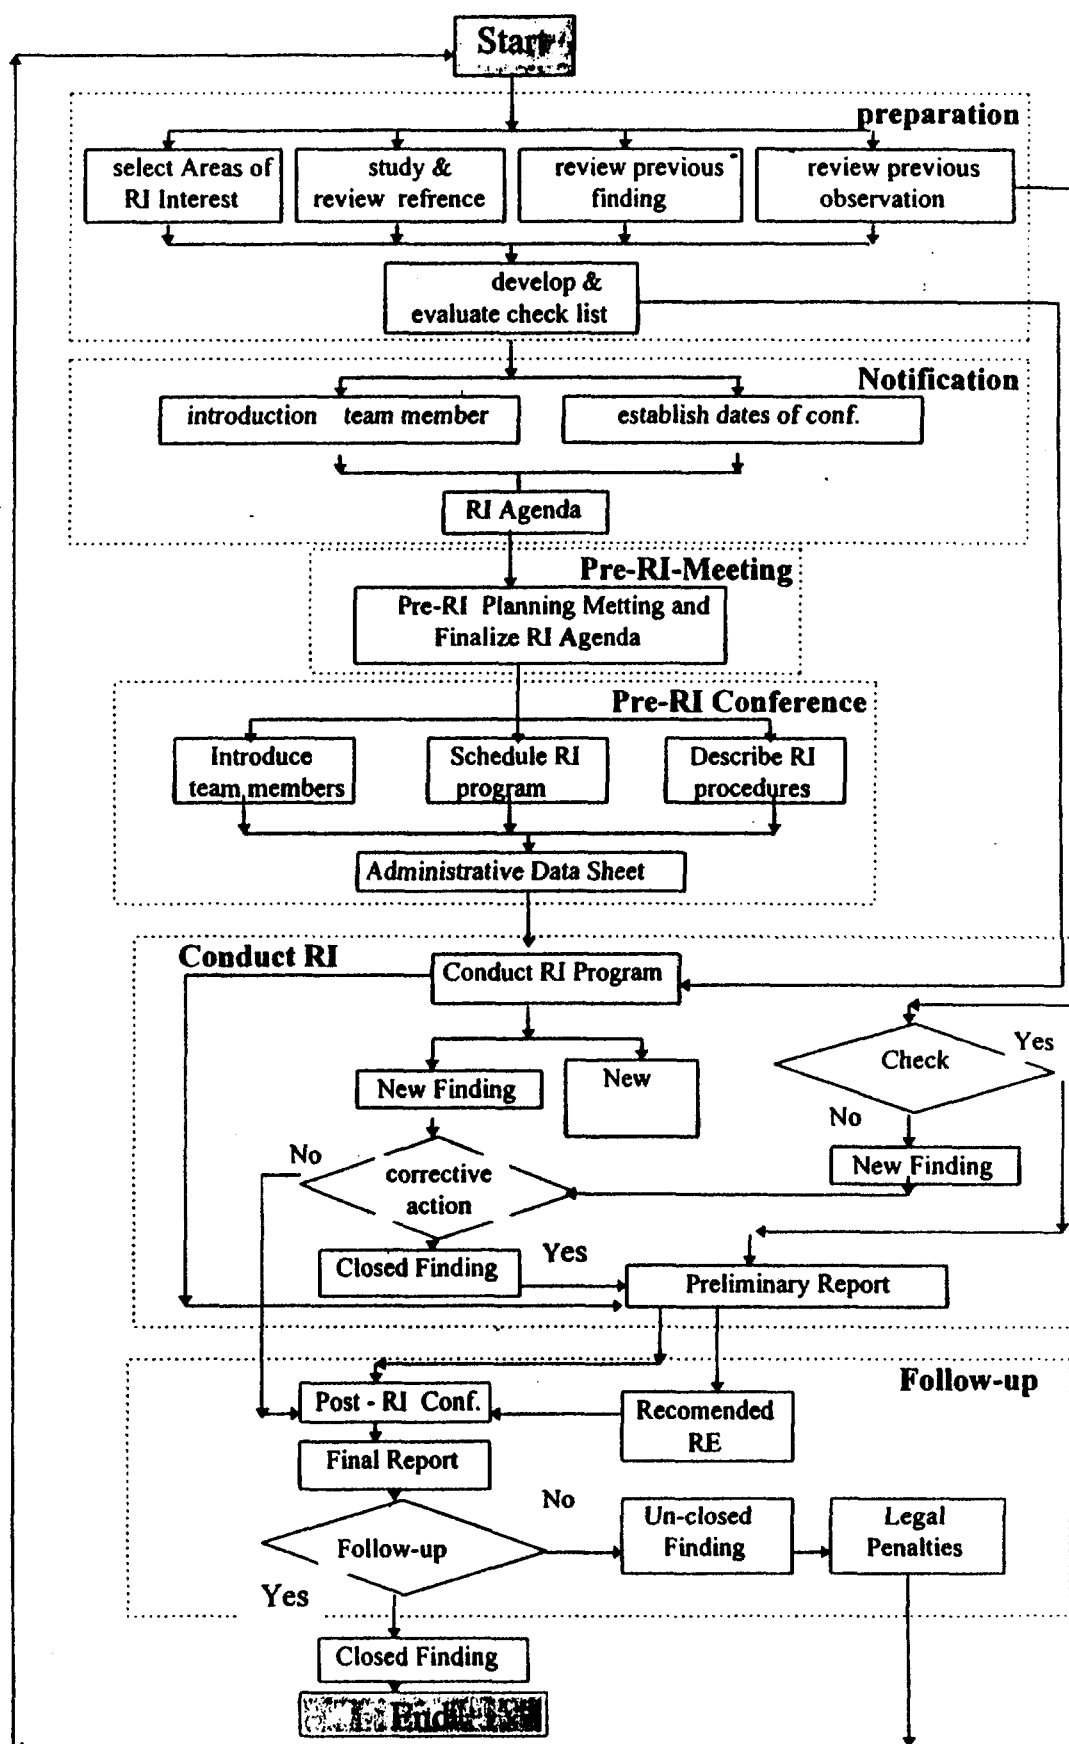 Start
preparation
select Areas of
RI Interest
study &
review refrence
review previous
finding
review previous
observation
develop &
evaluate check list
Notification
introduction team member
establish dates of conf.
RI Agenda
Pre-RI-Meeting
Pre-RI Planning Metting and
Finalize RI Agenda
Pre-RI Conference
Introduce
team members
Schedule RI
program
Describe RI
procedures
Administrative Data Sheet
Conduct RI
Conduct RI Program
Check
Yes
New Finding
New
No
New Finding
No
corrective
action
Closed Finding
Yes
Preliminary Report
Follow-up
Post - RI Conf.
Recomended
RE
Final Report
No
Un-closed
Finding
Legal
Penalties
Follow-up
Yes
Closed Finding
End